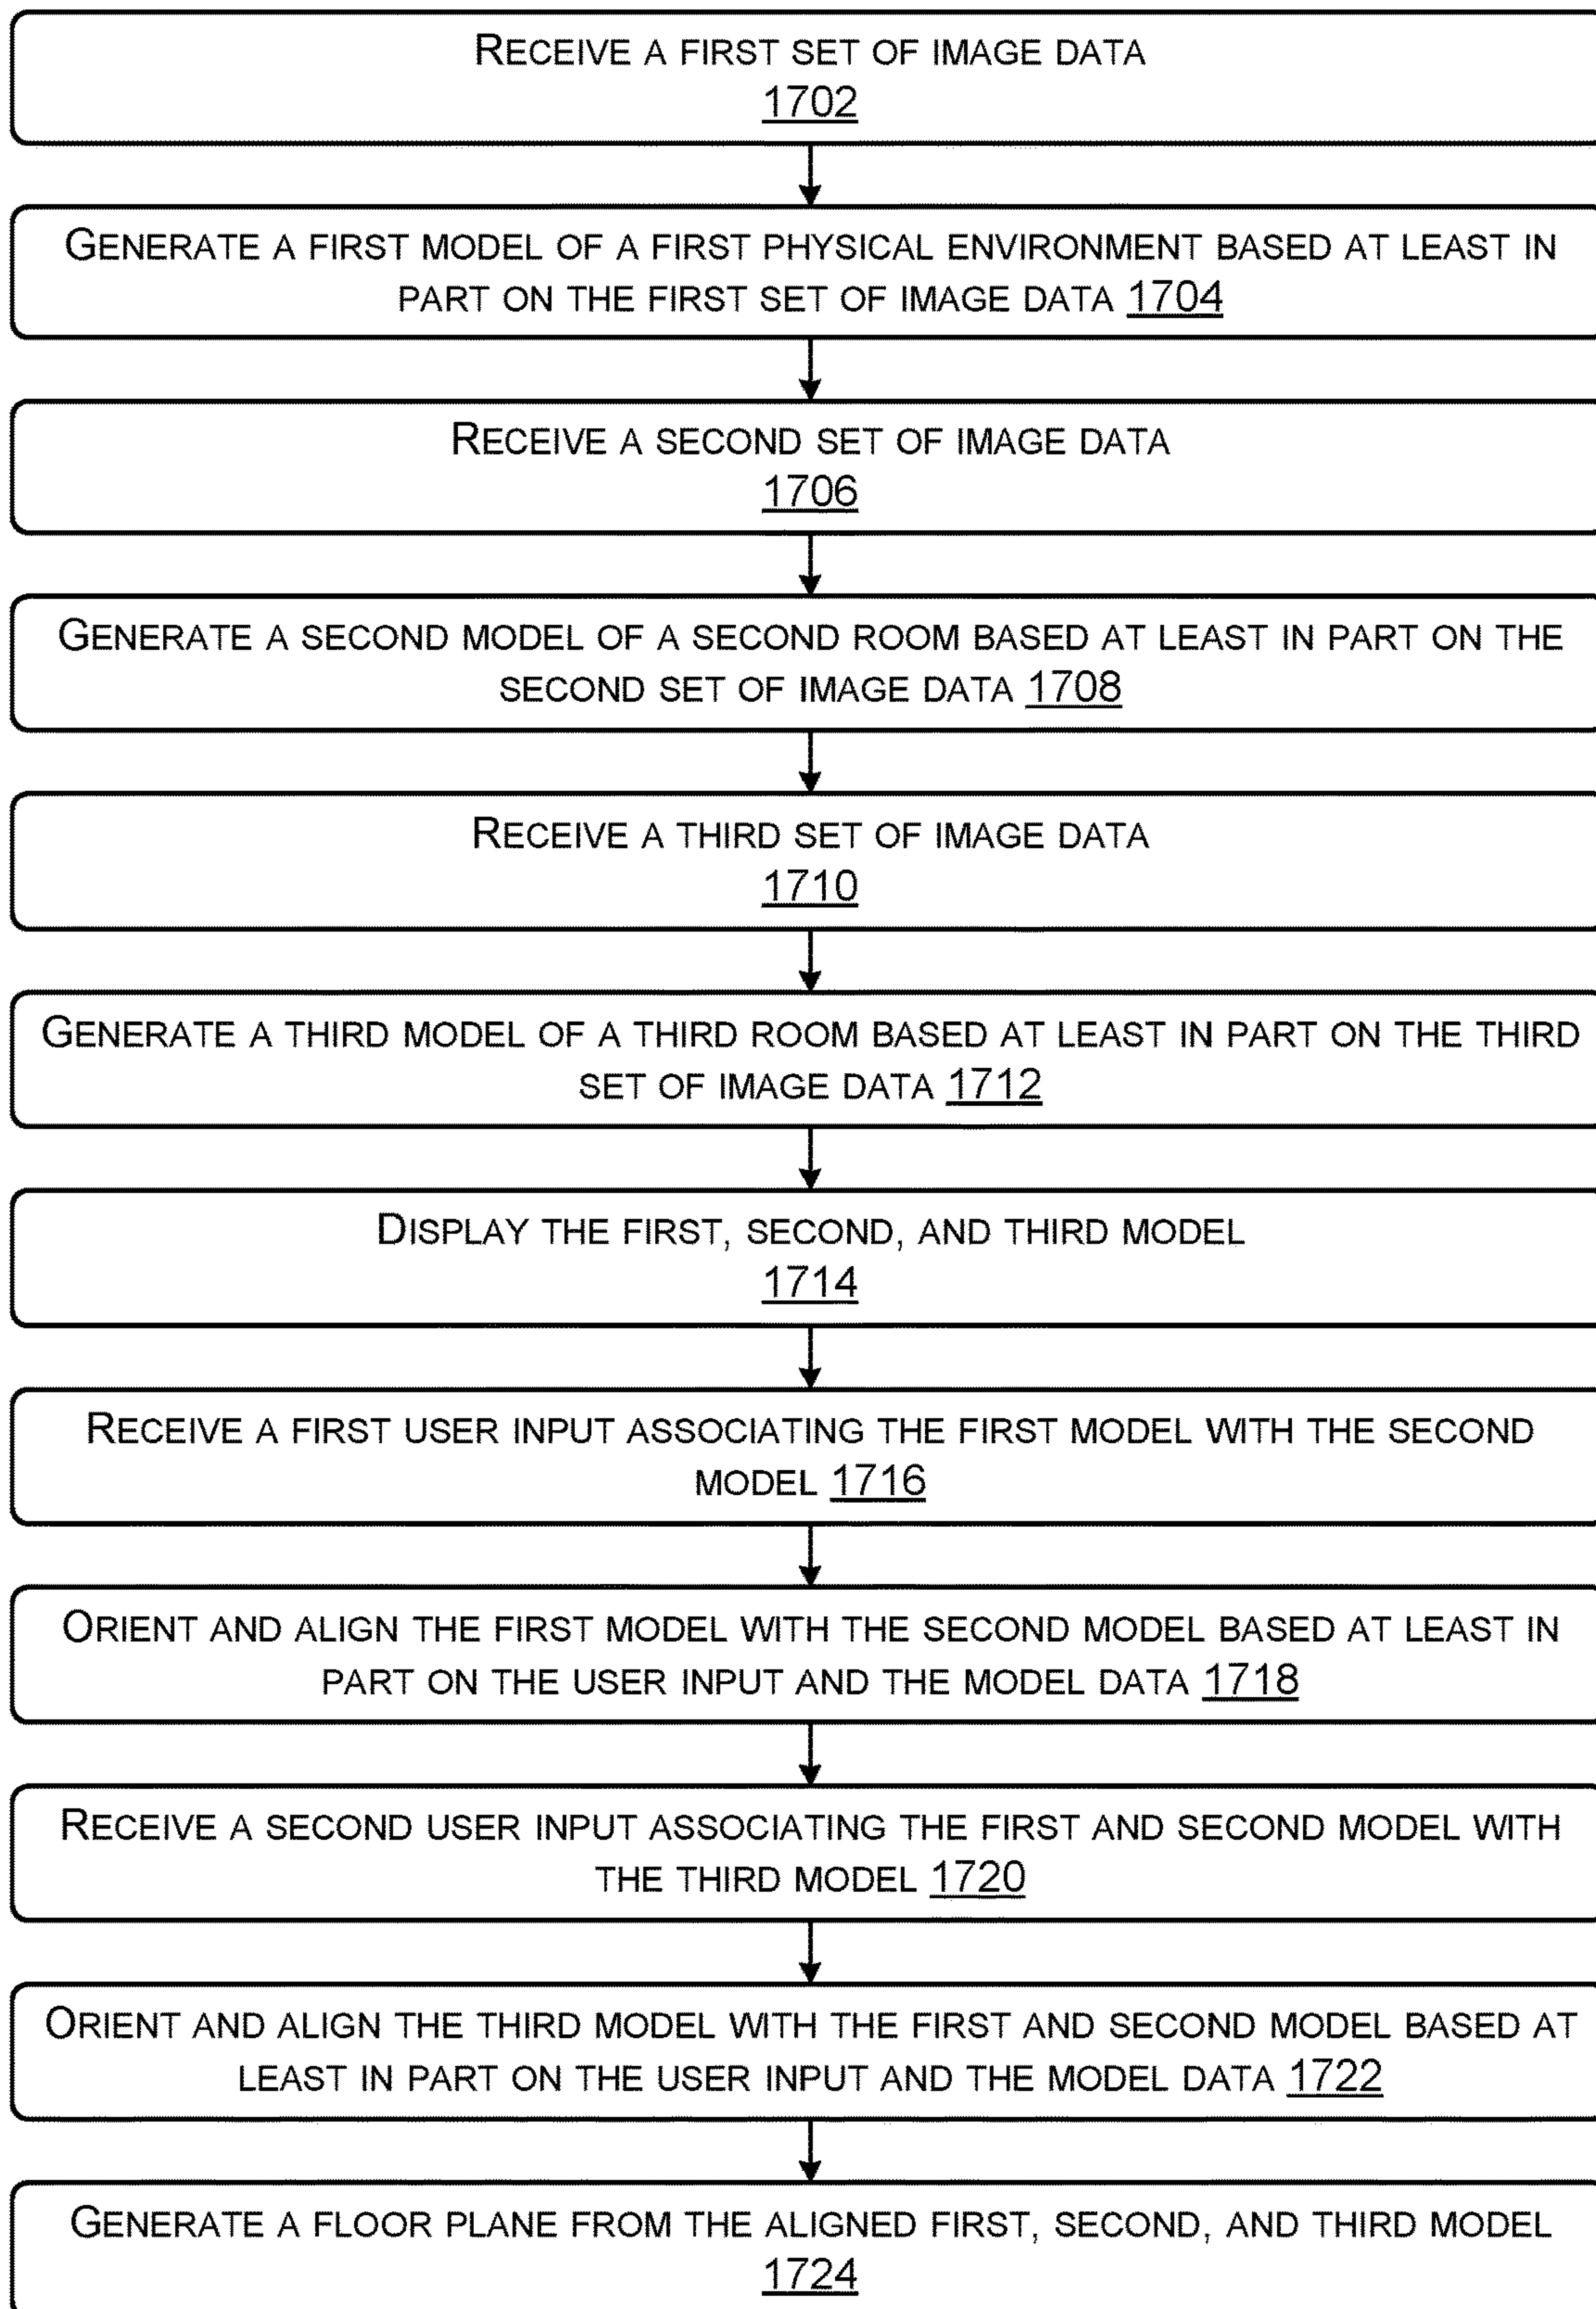 RECEIVE A FIRST SET OF IMAGE DATA
1702
GENERATE A FIRST MODEL OF A FIRST PHYSICAL ENVIRONMENT BASED AT LEAST IN
PART ON THE FIRST SET OF IMAGE DATA 1704
RECEIVE A SECOND SET OF IMAGE DATA
1706
GENERATE A SECOND MODEL OF A SECOND ROOM BASED AT LEAST IN PART ON THE
SECOND SET OF IMAGE DATA 1708
RECEIVE A THIRD SET OF IMAGE DATA
1710
GENERATE A THIRD MODEL OF A THIRD ROOM BASED AT LEAST IN PART ON THE THIRD
SET OF IMAGE DATA 1712
DISPLAY THE FIRST, SECOND, AND THIRD MODEL
1714
RECEIVE A FIRST USER INPUT ASSOCIATING THE FIRST MODEL WITH THE SECOND
MODEL 1716
ORIENT AND ALIGN THE FIRST MODEL WITH THE SECOND MODEL BASED AT LEAST IN
PART ON THE USER INPUT AND THE MODEL DATA 1718
RECEIVE A SECOND USER INPUT ASSOCIATING THE FIRST AND SECOND MODEL WITH
THE THIRD MODEL 1720
ORIENT AND ALIGN THE THIRD MODEL WITH THE FIRST AND SECOND MODEL BASED AT
LEAST IN PART ON THE USER INPUT AND THE MODEL DATA 1722
GENERATE A FLOOR PLANE FROM THE ALIGNED FIRST, SECOND, AND THIRD MODEL
1724